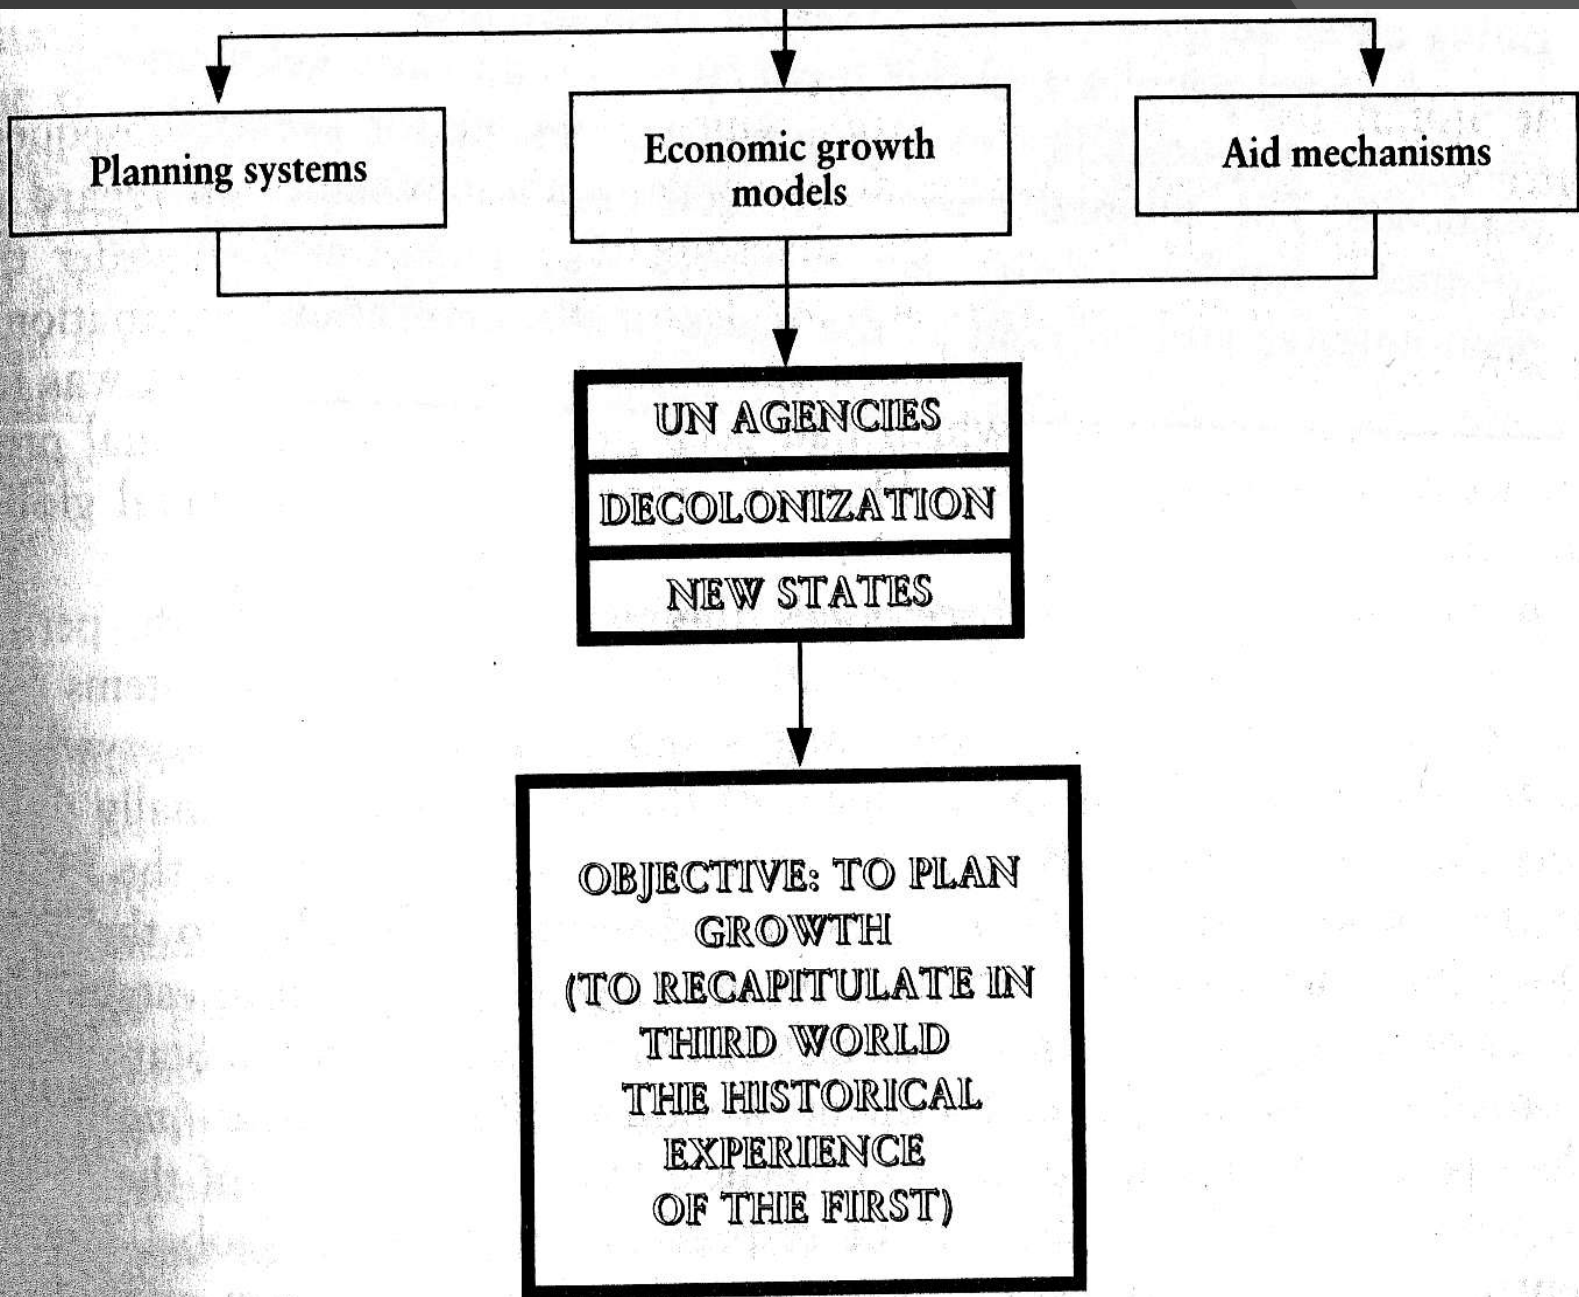 Planning systems
Economic growth
models
Aid mechanisms
UN AGENCIES
DECOLONIZATION
NEW STATES
OBJECTIVE: TO PLAN
GROWTH
(TO RECAPITULATE IN
THIRD WORLD
THE HISTORICAL
EXPERIENCE
OF THE FIRST)